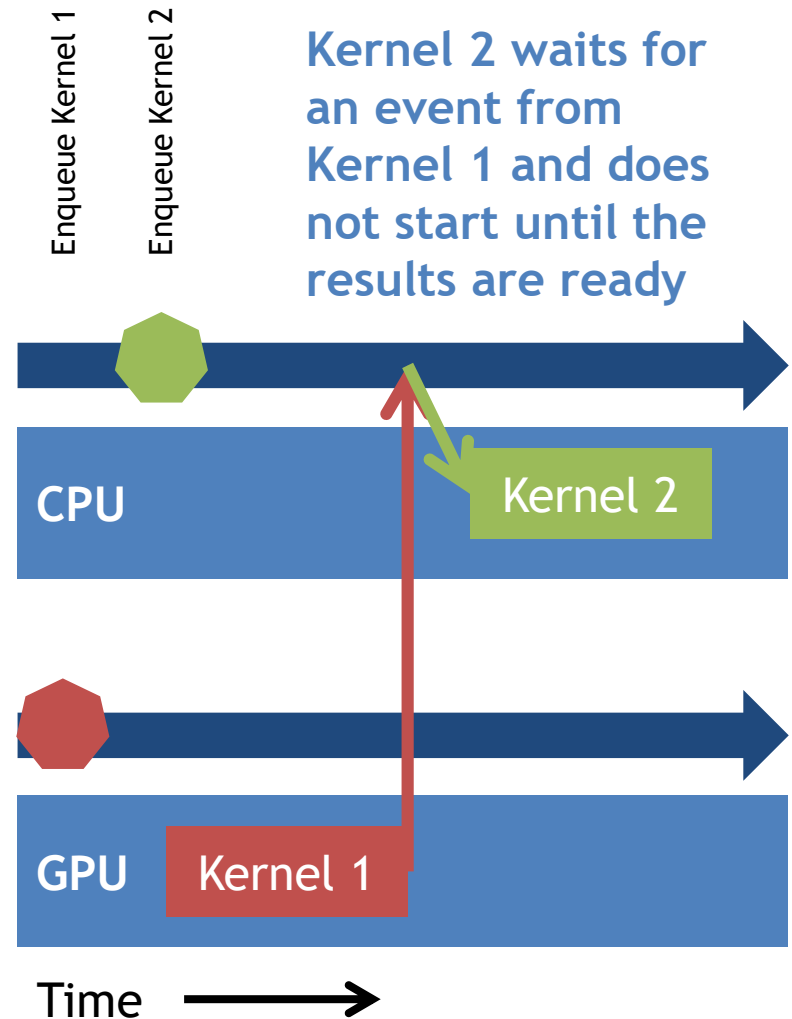 Enqueue Kernel 1
Enqueue Kernel 2
Kernel 2 waits for
an event from
Kernel 1 and does
not start until the
results are ready
CPU
Kernel 2
GPU
Kernel 1
Time